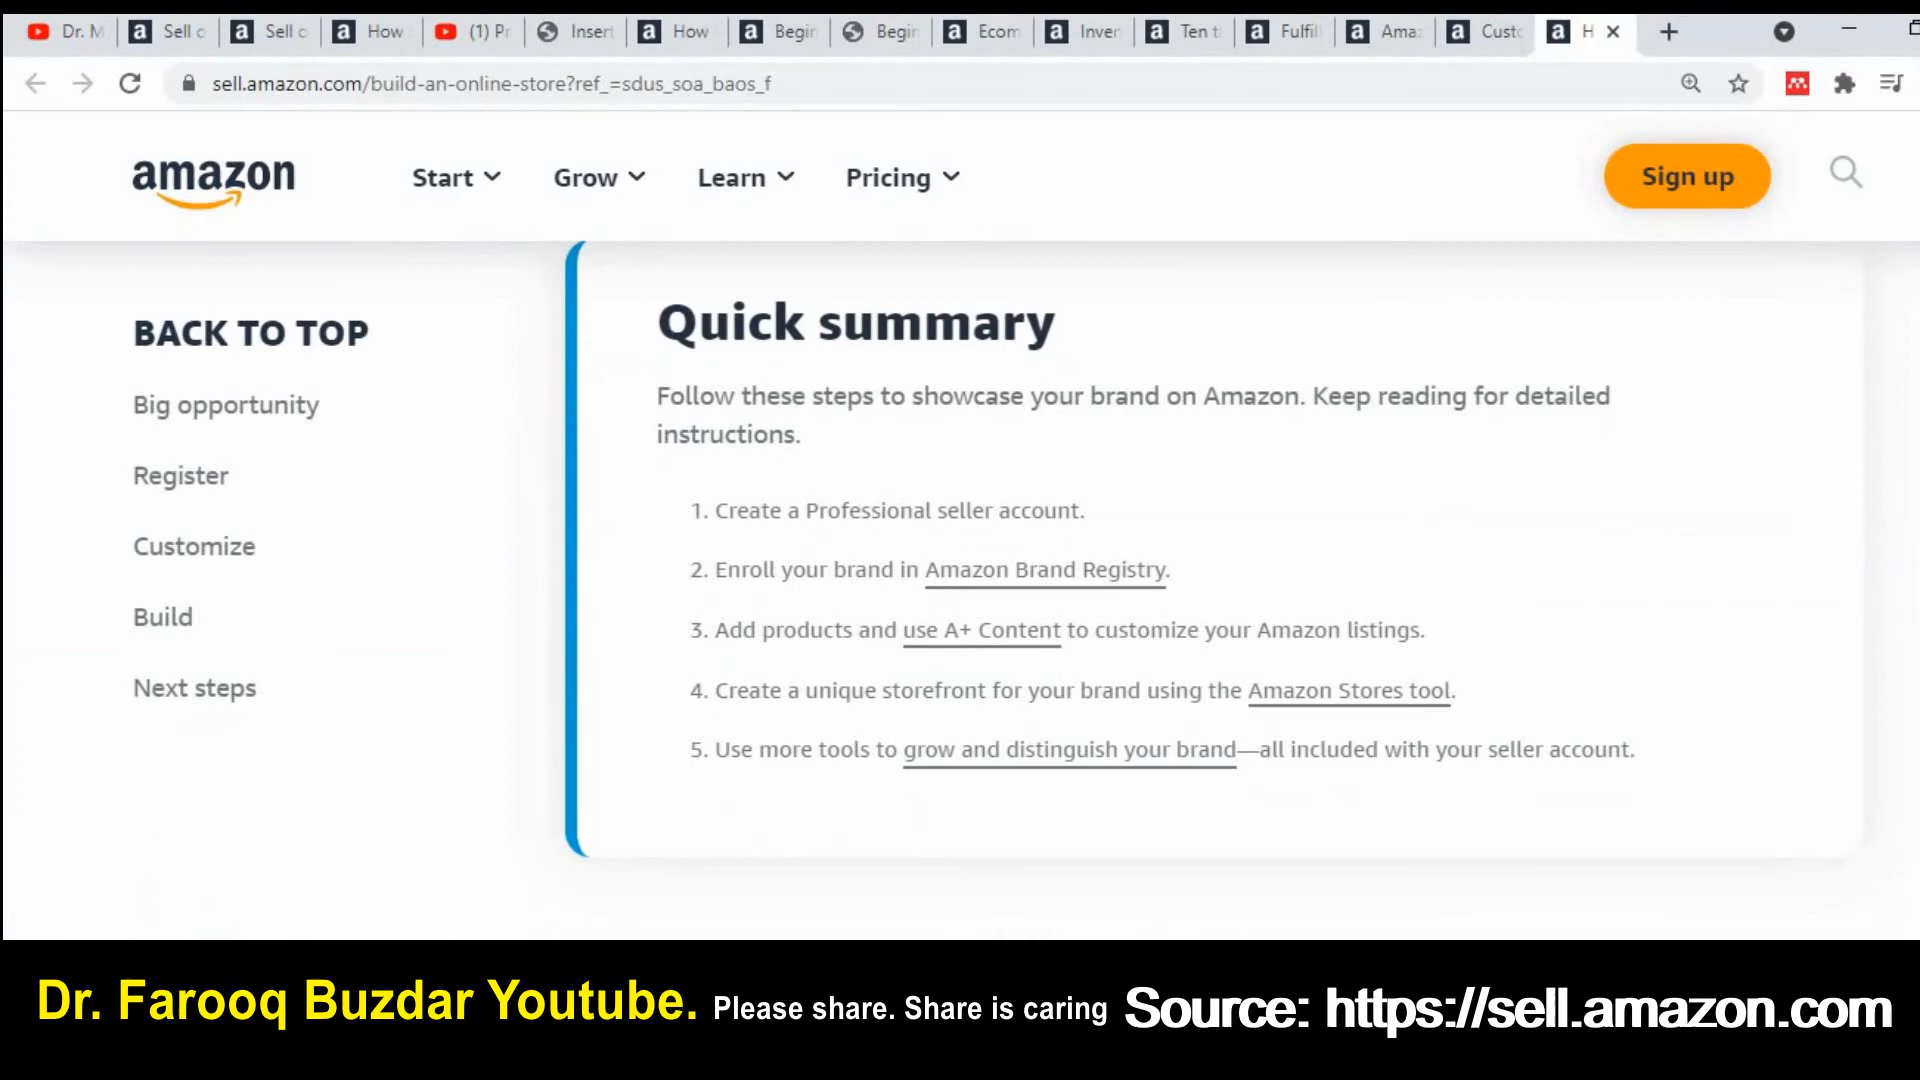 Dr. M
Sell o
Sell o
How
(1) Pr
Insert
How
Begin
Begin
Ecom
Inven
Ten t
Fulfil
Ama
Custo
H
sell.amazon.com/build-an-online-store?ref_=sdus_soa_baos_f
amazon
Start
Grow
Learn
Pricing
Sign up
BACK TO TOP
Big opportunity
Register
Customize
Build
Next steps
Quick summary
Follow these steps to showcase your brand on Amazon. Keep reading for detailed
instructions.
1. Create a Professional seller account.
2. Enroll your brand in Amazon Brand Registry.
3. Add products and use A+ Content to customize your Amazon listings.
4. Create a unique storefront for your brand using the Amazon Stores tool.
5. Use more tools to grow and distinguish your brand—all included with your seller account.
Dr. Farooq Buzdar Youtube. Please share. Share is caring Source: https://sell.amazon.com